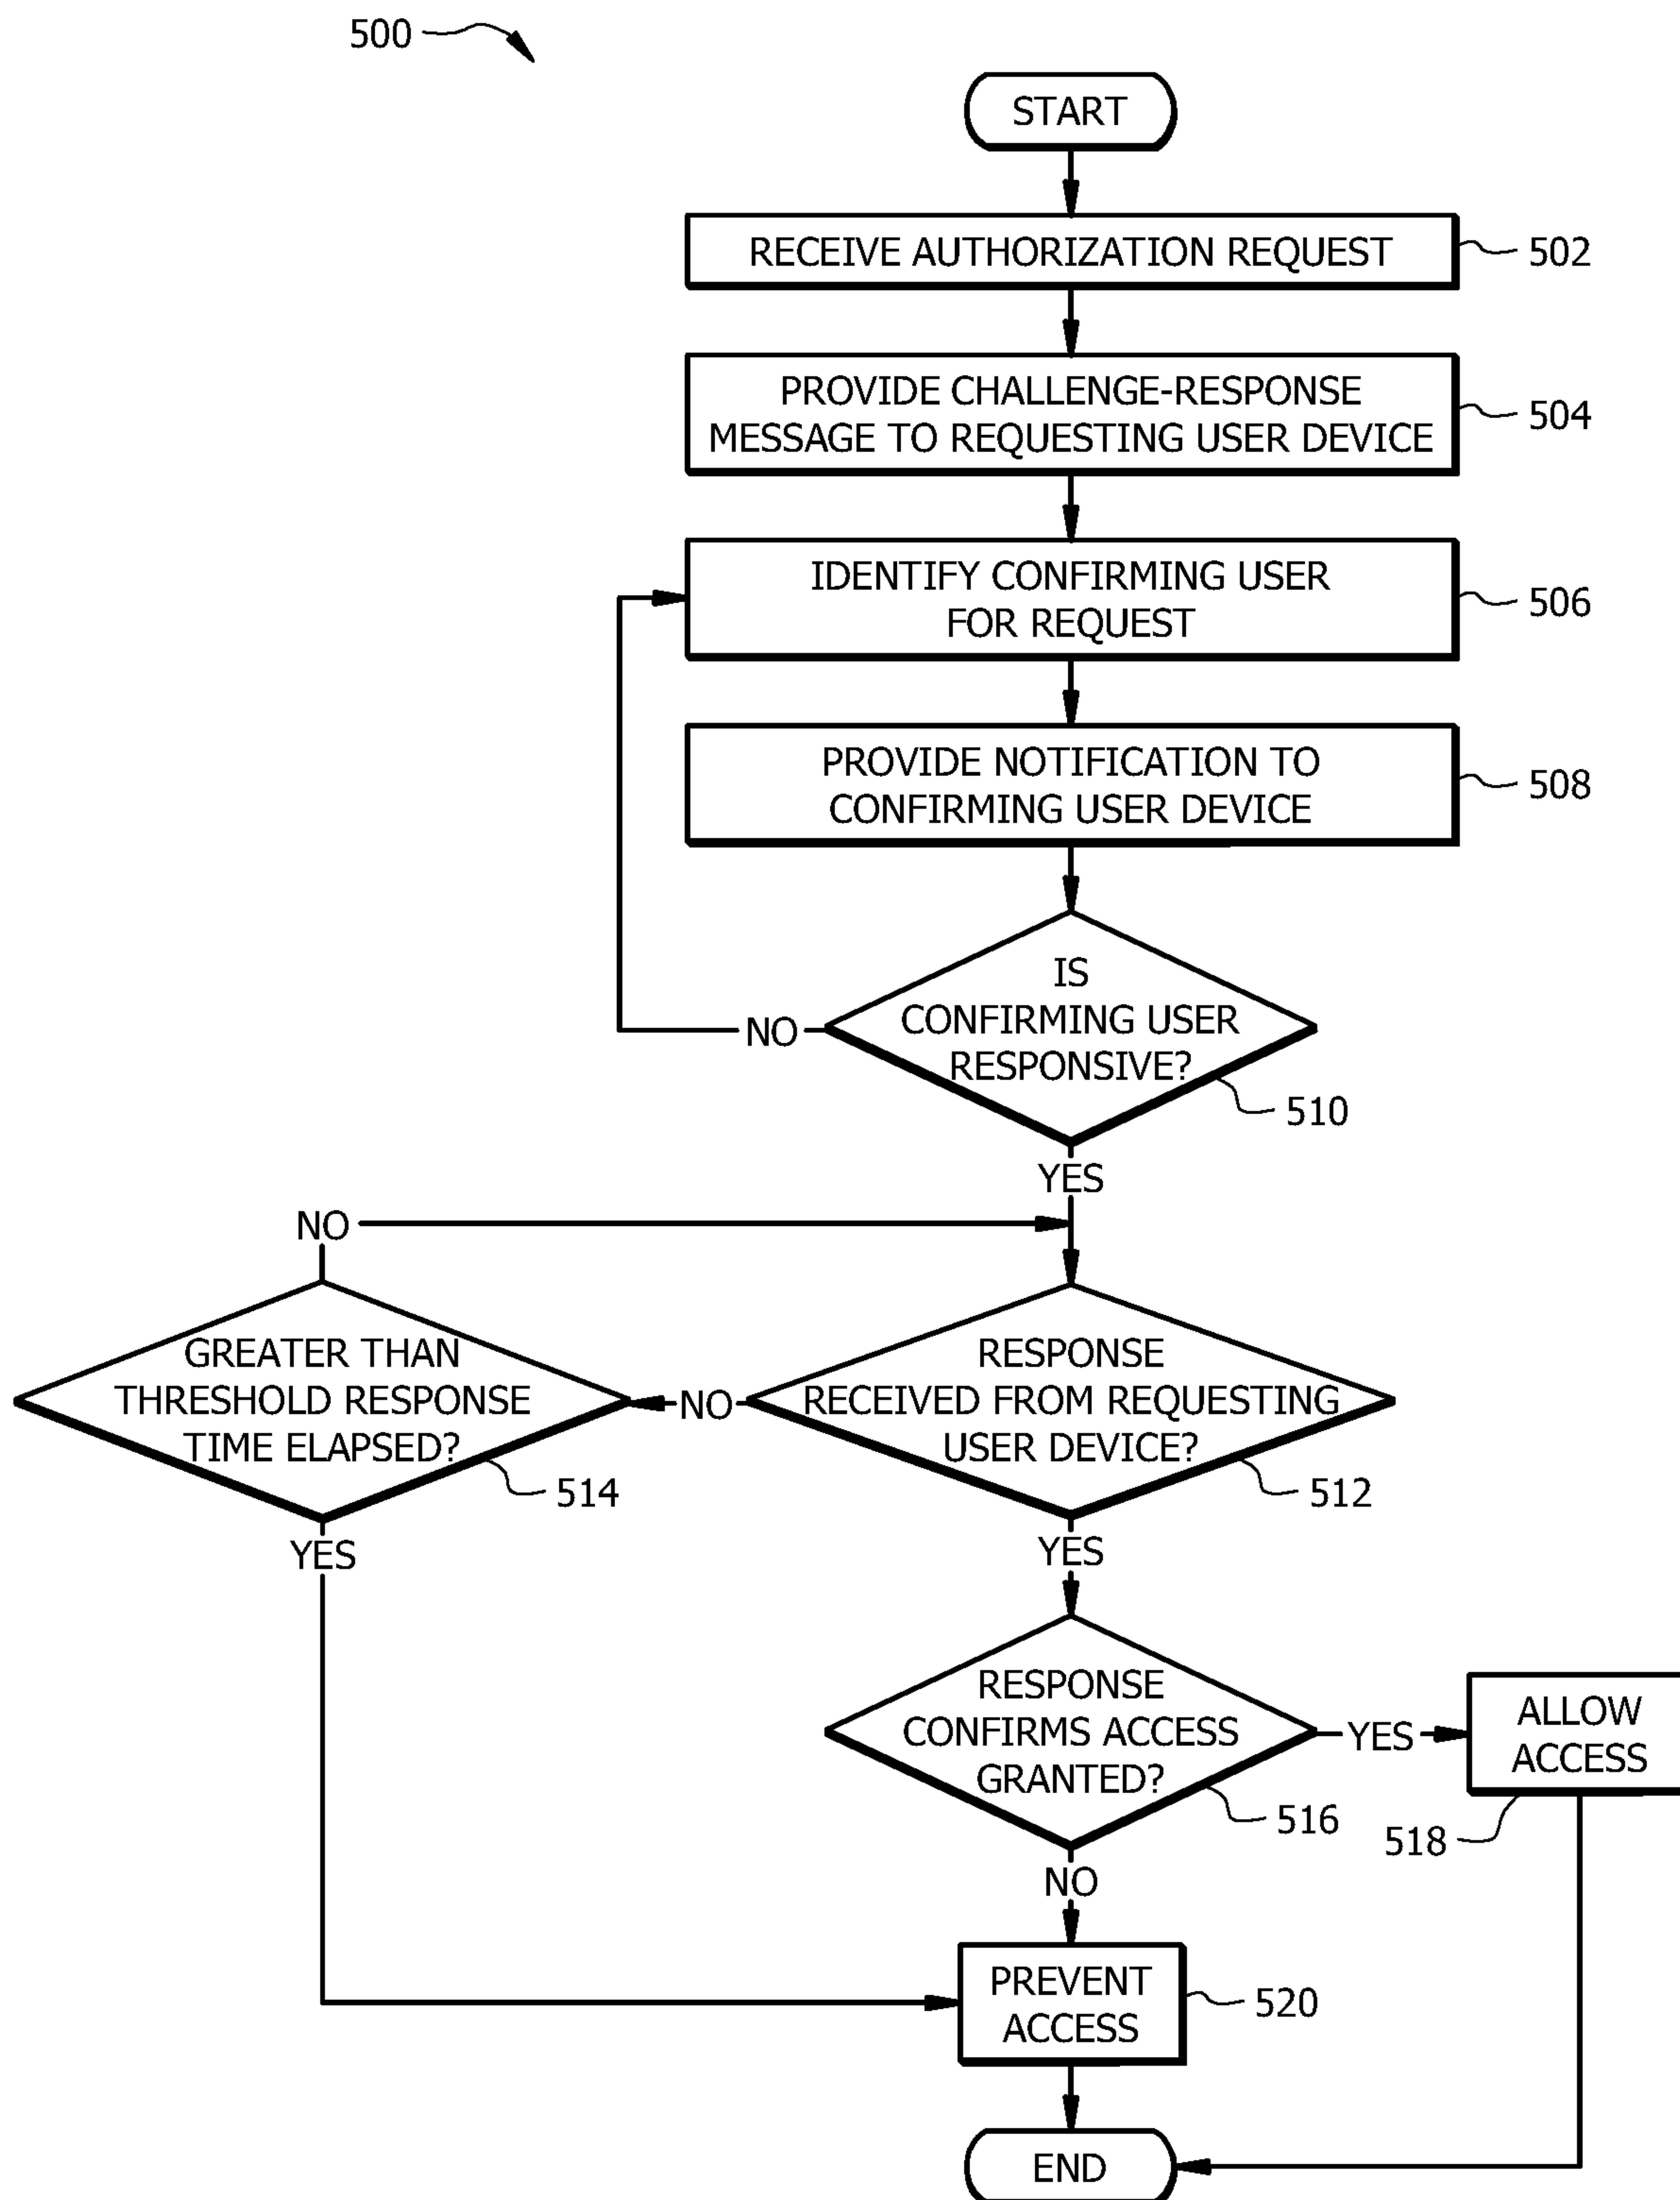 500
START
RECEIVE AUTHORIZATION REQUEST
502
PROVIDE CHALLENGE-RESPONSE
MESSAGE TO REQUESTING USER DEVICE
504
IDENTIFY CONFIRMING USER
FOR REQUEST
506
PROVIDE NOTIFICATION TO
CONFIRMING USER DEVICE
508
IS
CONFIRMING USER
RESPONSIVE?
510
NO
YES
NO
GREATER THAN
THRESHOLD RESPONSE
TIME ELAPSED?
514
NO
RESPONSE
RECEIVED FROM REQUESTING
USER DEVICE?
512
YES
YES
RESPONSE
CONFIRMS ACCESS
GRANTED?
516
YES
ALLOW
ACCESS
518
NO
PREVENT
ACCESS
520
END